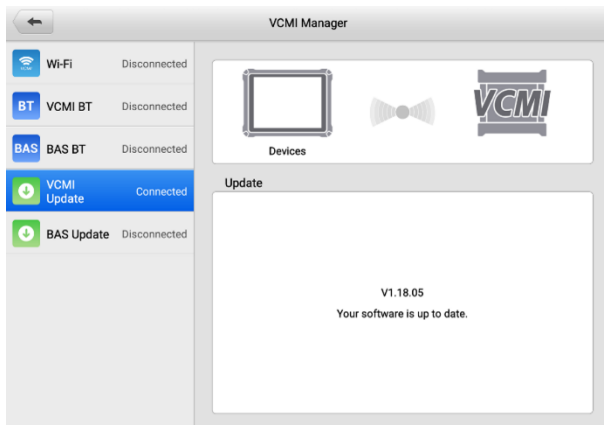 VCMI Manager
Wi-Fi Disconnected
BT VCMI BT Disconnected
BAS BAS BT Disconnected
VCMI
Update Connected
BAS Update Disconnected
VCMI
Devices
Update
V1.18.05
Your software is up to date.